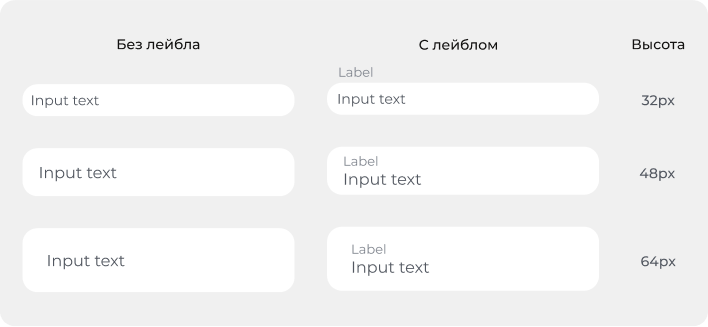 Без лейбла С лейблом Высота
Label
Input text Input text 32px
Label
Input text Input text 48px
Label
Input text Input text 64px